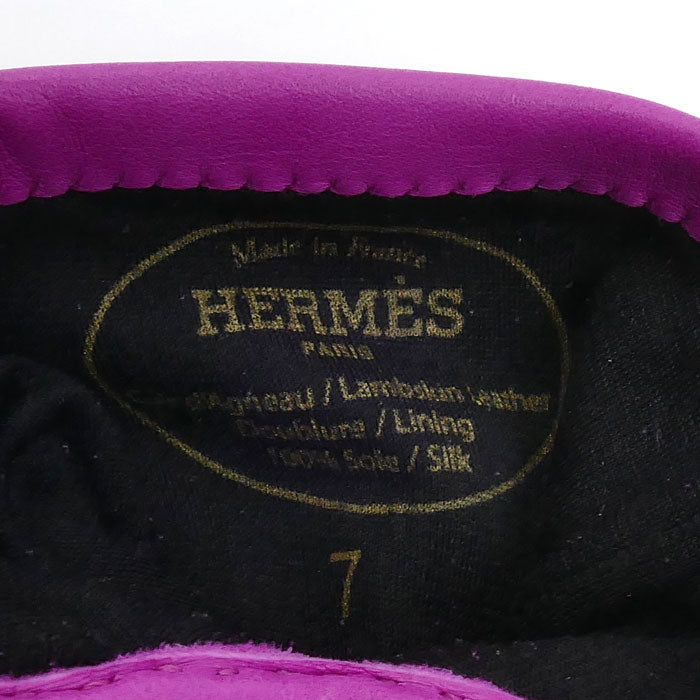 Made in France
HERMÈS
PARIS
d'agneau / Lambskin Leather
Doublure / Lining
100% Soie / Silk
7